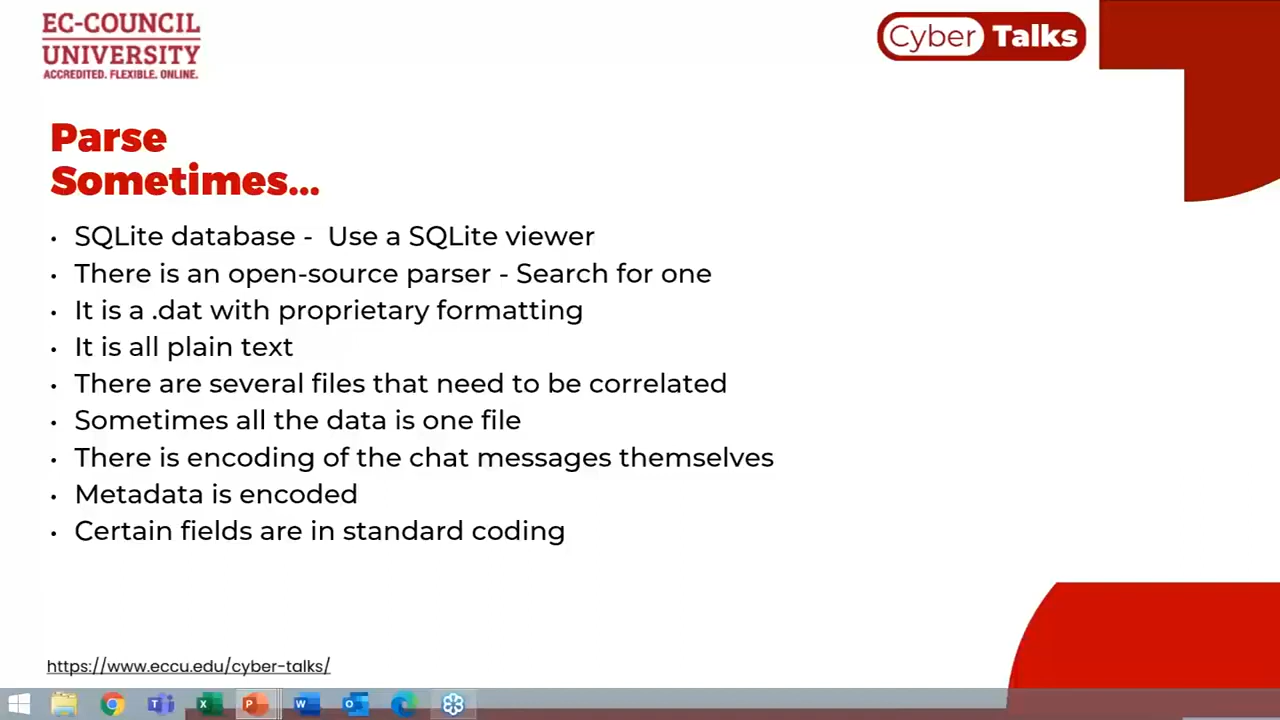 EC-COUNCIL
UNIVERSITY
ACCREDITED. FLEXIBLE. ONLINE.
Cyber Talks
Parse
Sometimes...
• SQLite database -  Use a SQLite viewer
• There is an open-source parser - Search for one
• It is a .dat with proprietary formatting
• It is all plain text
• There are several files that need to be correlated
• Sometimes all the data is one file
• There is encoding of the chat messages themselves
• Metadata is encoded
• Certain fields are in standard coding
https://www.eccu.edu/cyber-talks/